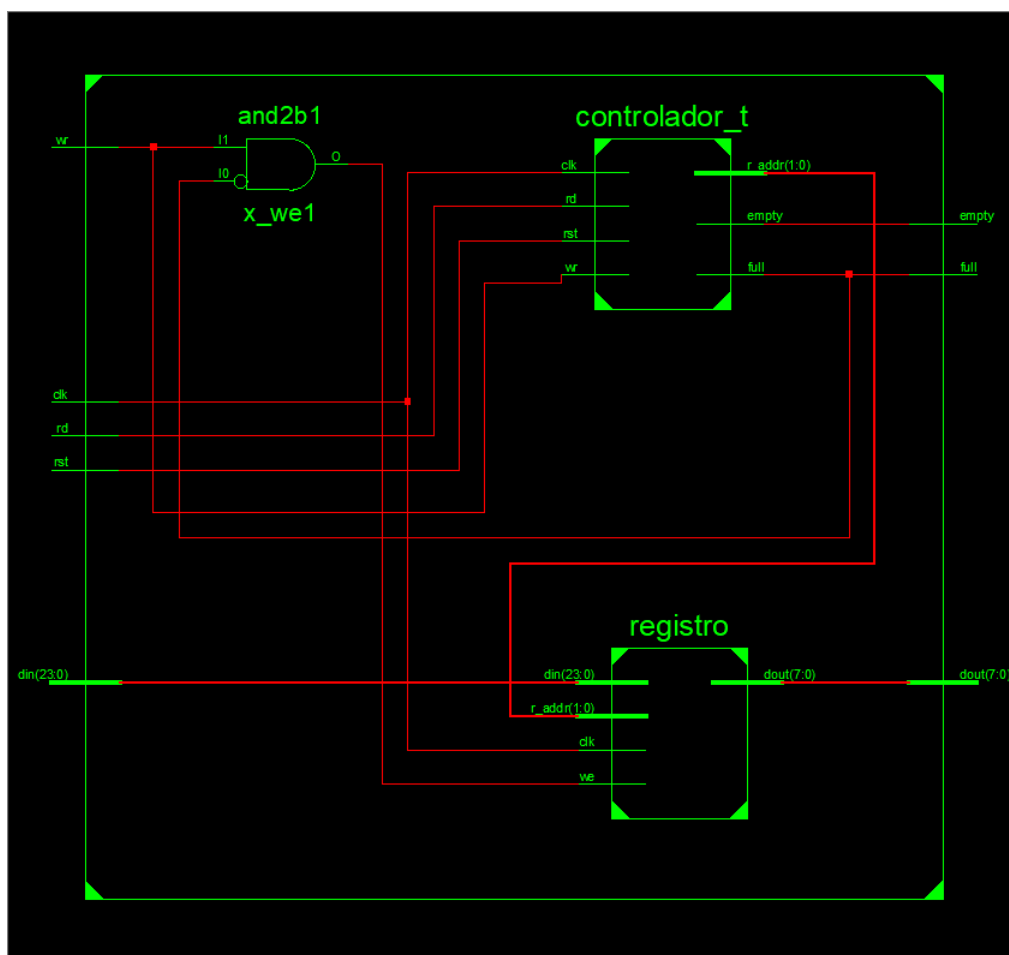 and2b1
controlador_t
wr
I1
O
clk
r_addr(1:0)
I0
x_we1
rd
empty
empty
rst
wr
full
full
clk
rd
rst
registro
din(23:0)
din(23:0)
dout(7:0)
dout(7:0)
r_addr(1:0)
clk
we